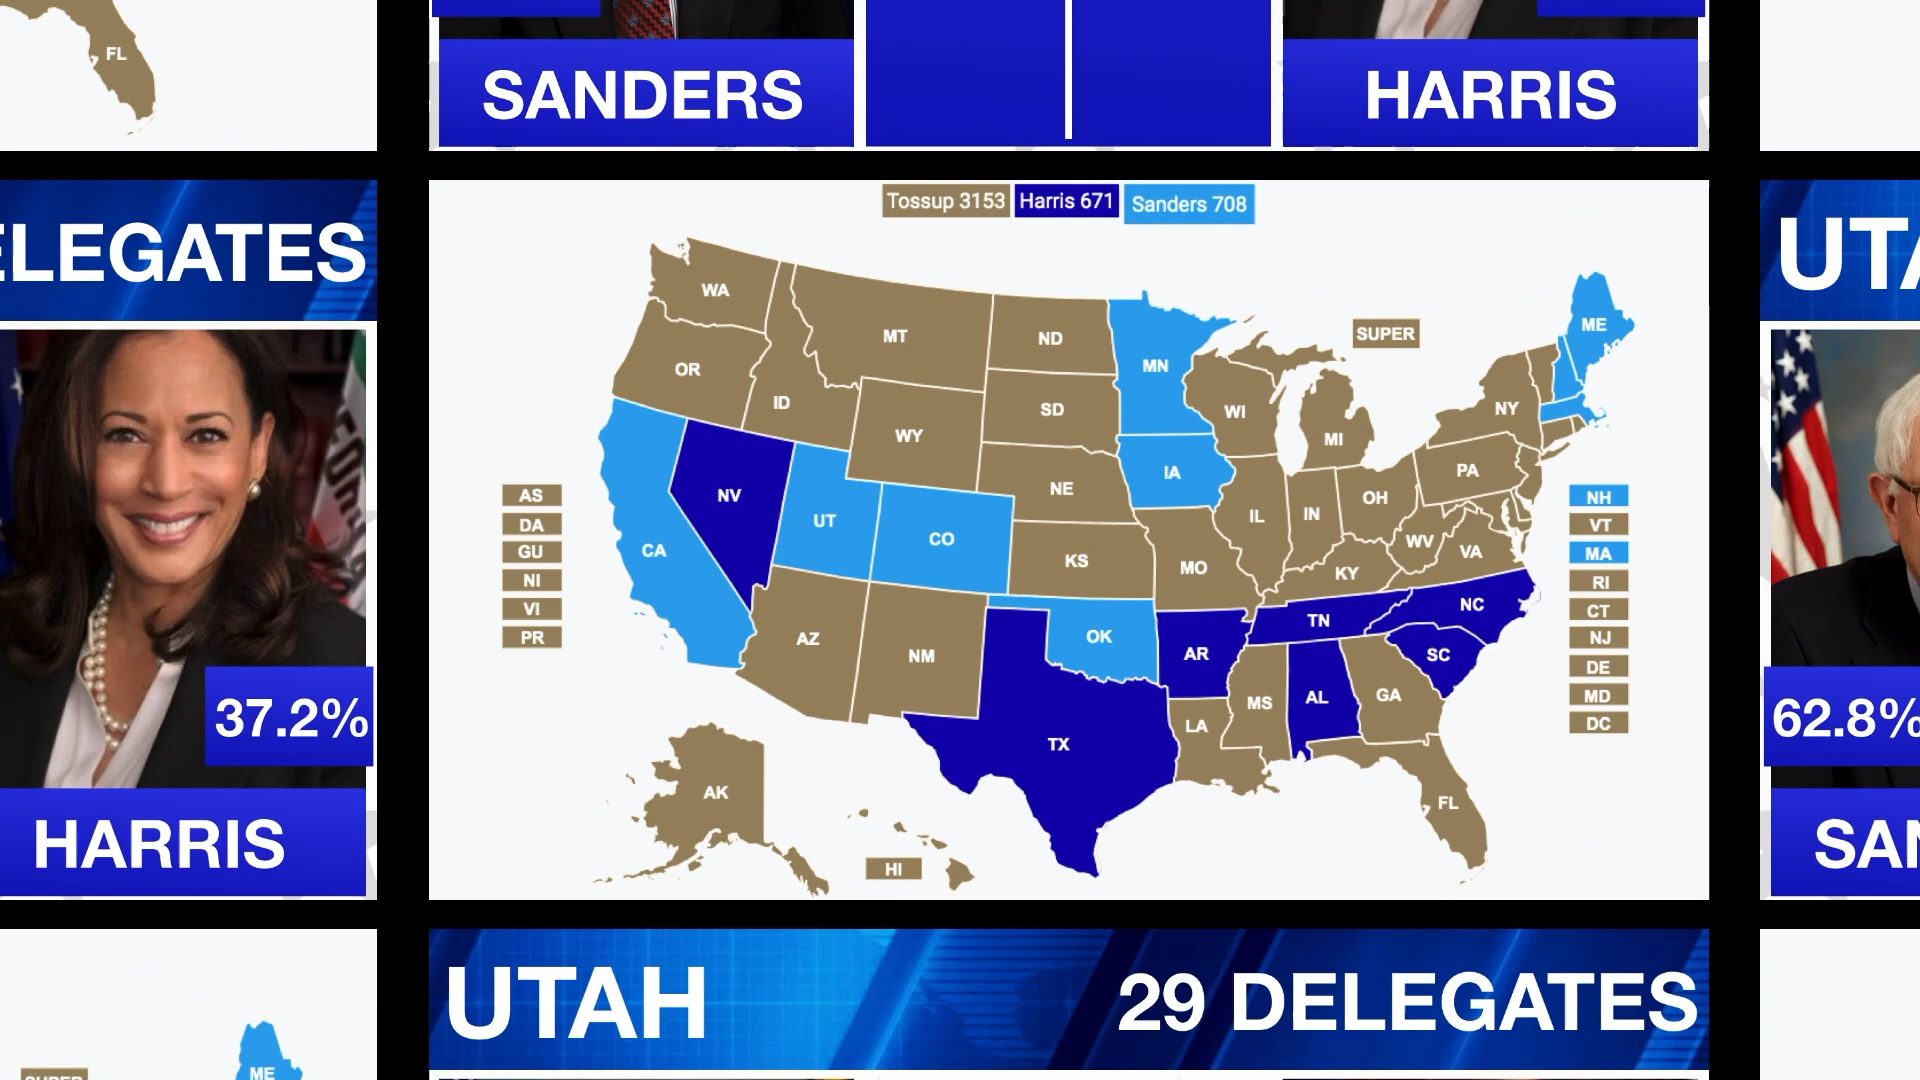 FL
SANDERS
HARRIS
ELEGATES
37.2%
HARRIS
Tossup 3153
Harris 671
Sanders 708
WA
OR
ID
MT
WY
ND
SD
NE
KS
MN
IA
MO
WI
IL
MI
IN
OH
KY
WV
VA
PA
NY
ME
SUPER
CA
NV
UT
CO
AZ
NM
OK
TX
AR
LA
MS
AL
TN
NC
SC
GA
FL
AK
HI
AS
DA
GU
NI
VI
PR
NH
VT
MA
RI
CT
NJ
DE
MD
DC
UTA
62.8%
SAN
UTAH
29 DELEGATES
SUPER
ME